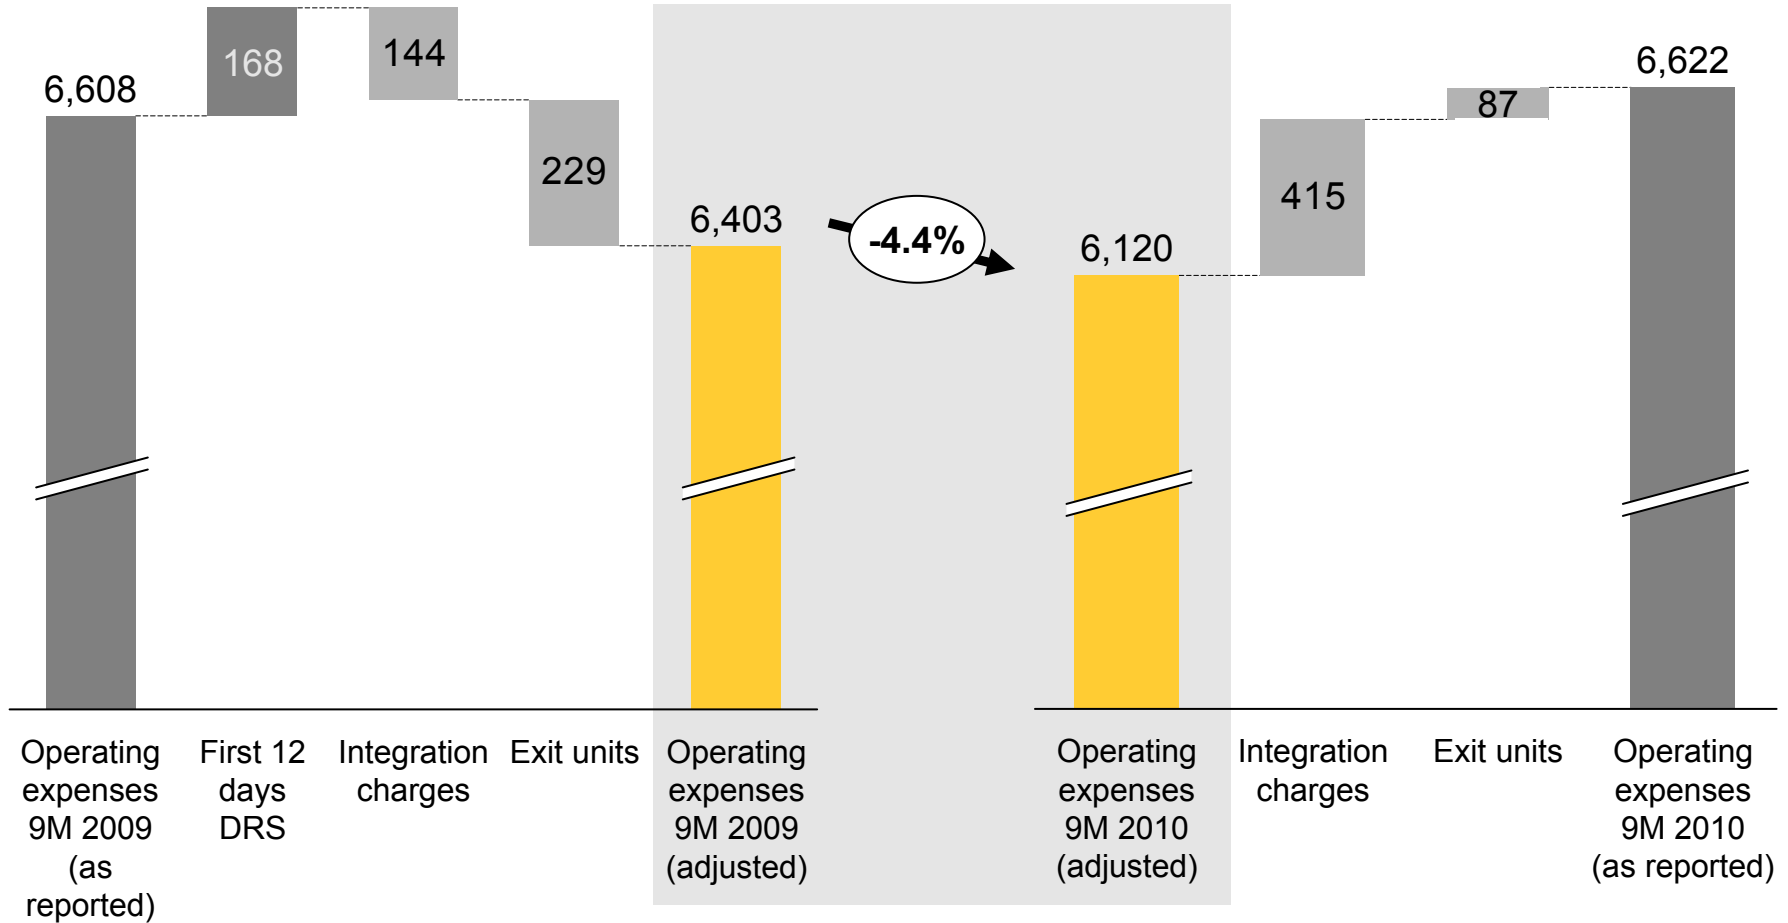 6,608
168
144
229
6,403
-4.4%
6,120
415
87
6,622
Operating
expenses
9M 2009
(as
reported)
First 12
days
DRS
Integration
charges
Exit units
Operating
expenses
9M 2009
(adjusted)
Operating
expenses
9M 2010
(adjusted)
Integration
charges
Exit units
Operating
expenses
9M 2010
(as reported)